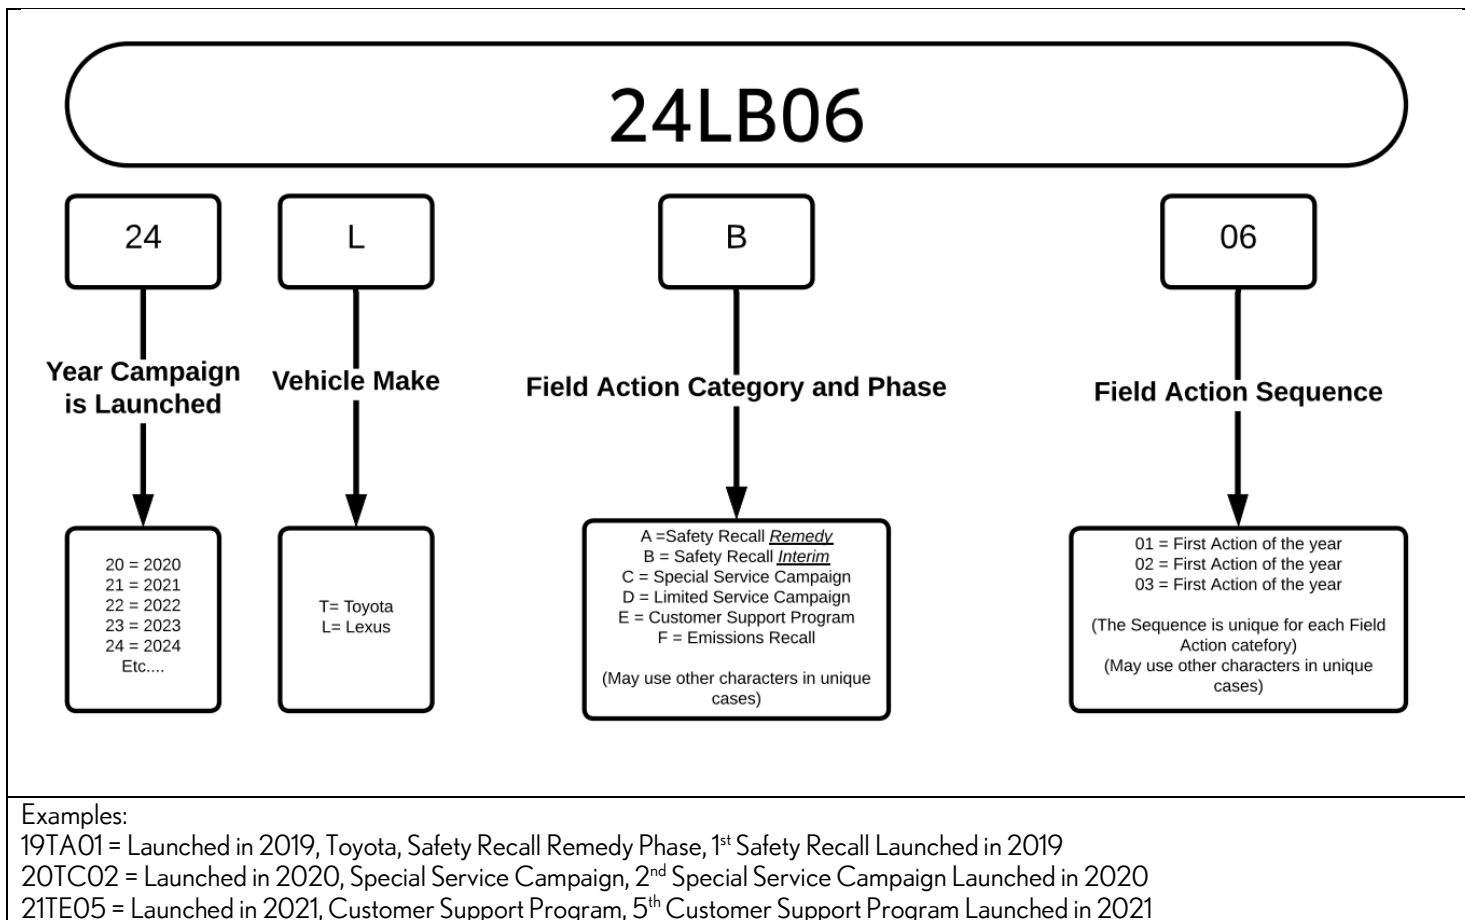 24LB06
24
L
B
06
Year Campaign
is Launched
Vehicle Make
Field Action Category and Phase
Field Action Sequence
20 = 2020
21 = 2021
22 = 2022
23 = 2023
24 = 2024
Etc....
T= Toyota
L= Lexus
A =Safety Recall Remedy
B = Safety Recall Interim
C = Special Service Campaign
D = Limited Service Campaign
E = Customer Support Program
F = Emissions Recall
(May use other characters in unique
cases)
01 = First Action of the year
02 = First Action of the year
03 = First Action of the year
(The Sequence is unique for each Field
Action catefory)
(May use other characters in unique
cases)
Examples:
19TA01 = Launched in 2019, Toyota, Safety Recall Remedy Phase, 1st Safety Recall Launched in 2019
20TC02 = Launched in 2020, Special Service Campaign, 2nd Special Service Campaign Launched in 2020
21TE05 = Launched in 2021, Customer Support Program, 5th Customer Support Program Launched in 2021